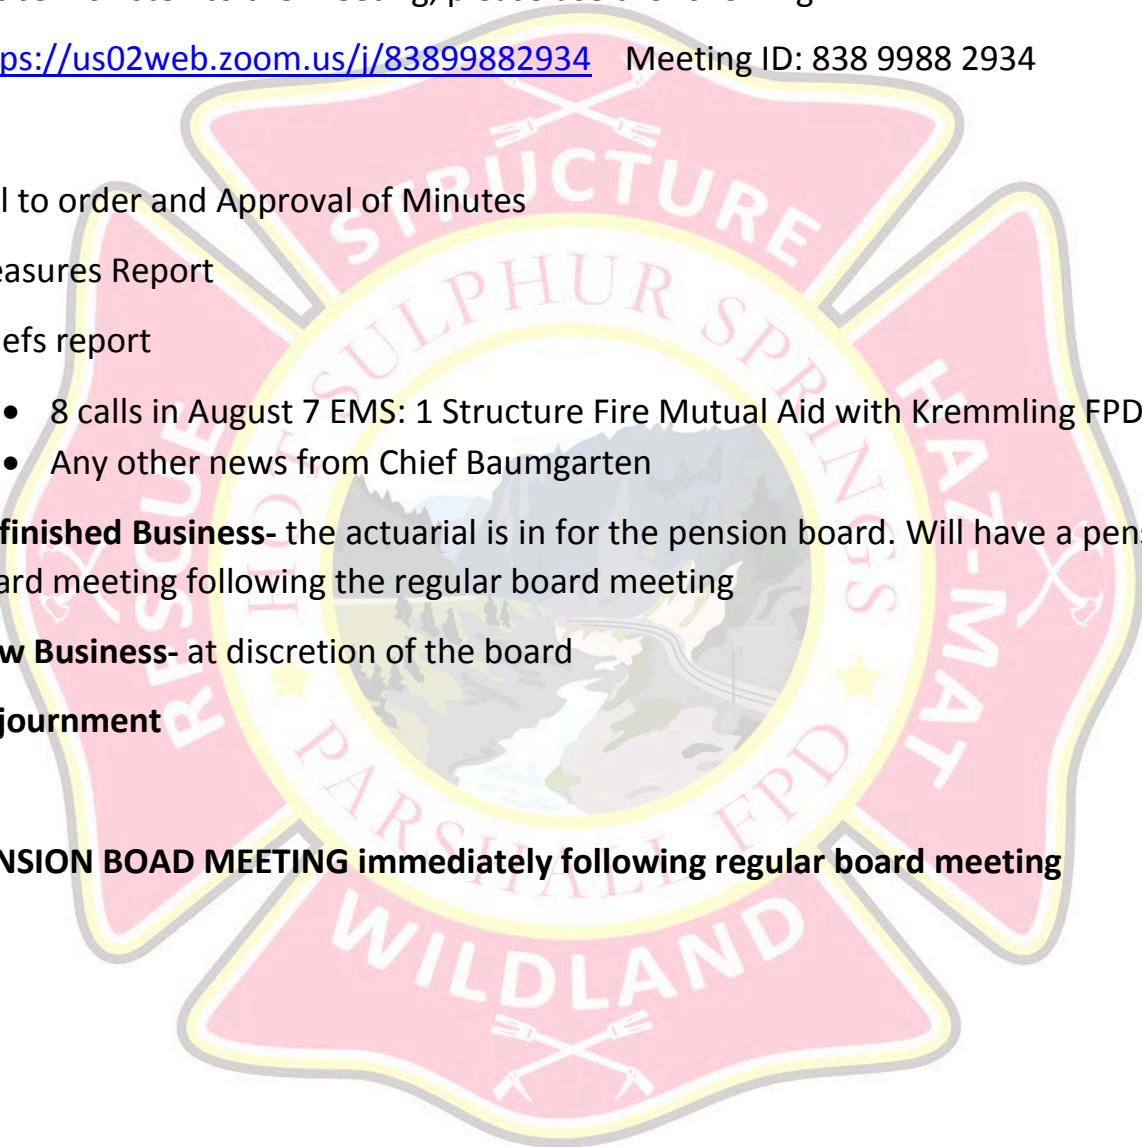 ps://us02web.zoom.us/j/83899882934 Meeting ID: 838 9988 2934
l to order and Approval of Minutes
easures Report
efs report
• 8 calls in August 7 EMS: 1 Structure Fire Mutual Aid with Kremmling FPD
• Any other news from Chief Baumgarten
finished Business- the actuarial is in for the pension board. Will have a pens
ard meeting following the regular board meeting
w Business- at discretion of the board
journment
NSION BOAD MEETING immediately following regular board meeting
STRUCTURE
HOT SULPHUR SPRINGS
RESCUE
HAZ-MAT
PARSHALL FPD
WILDLAND